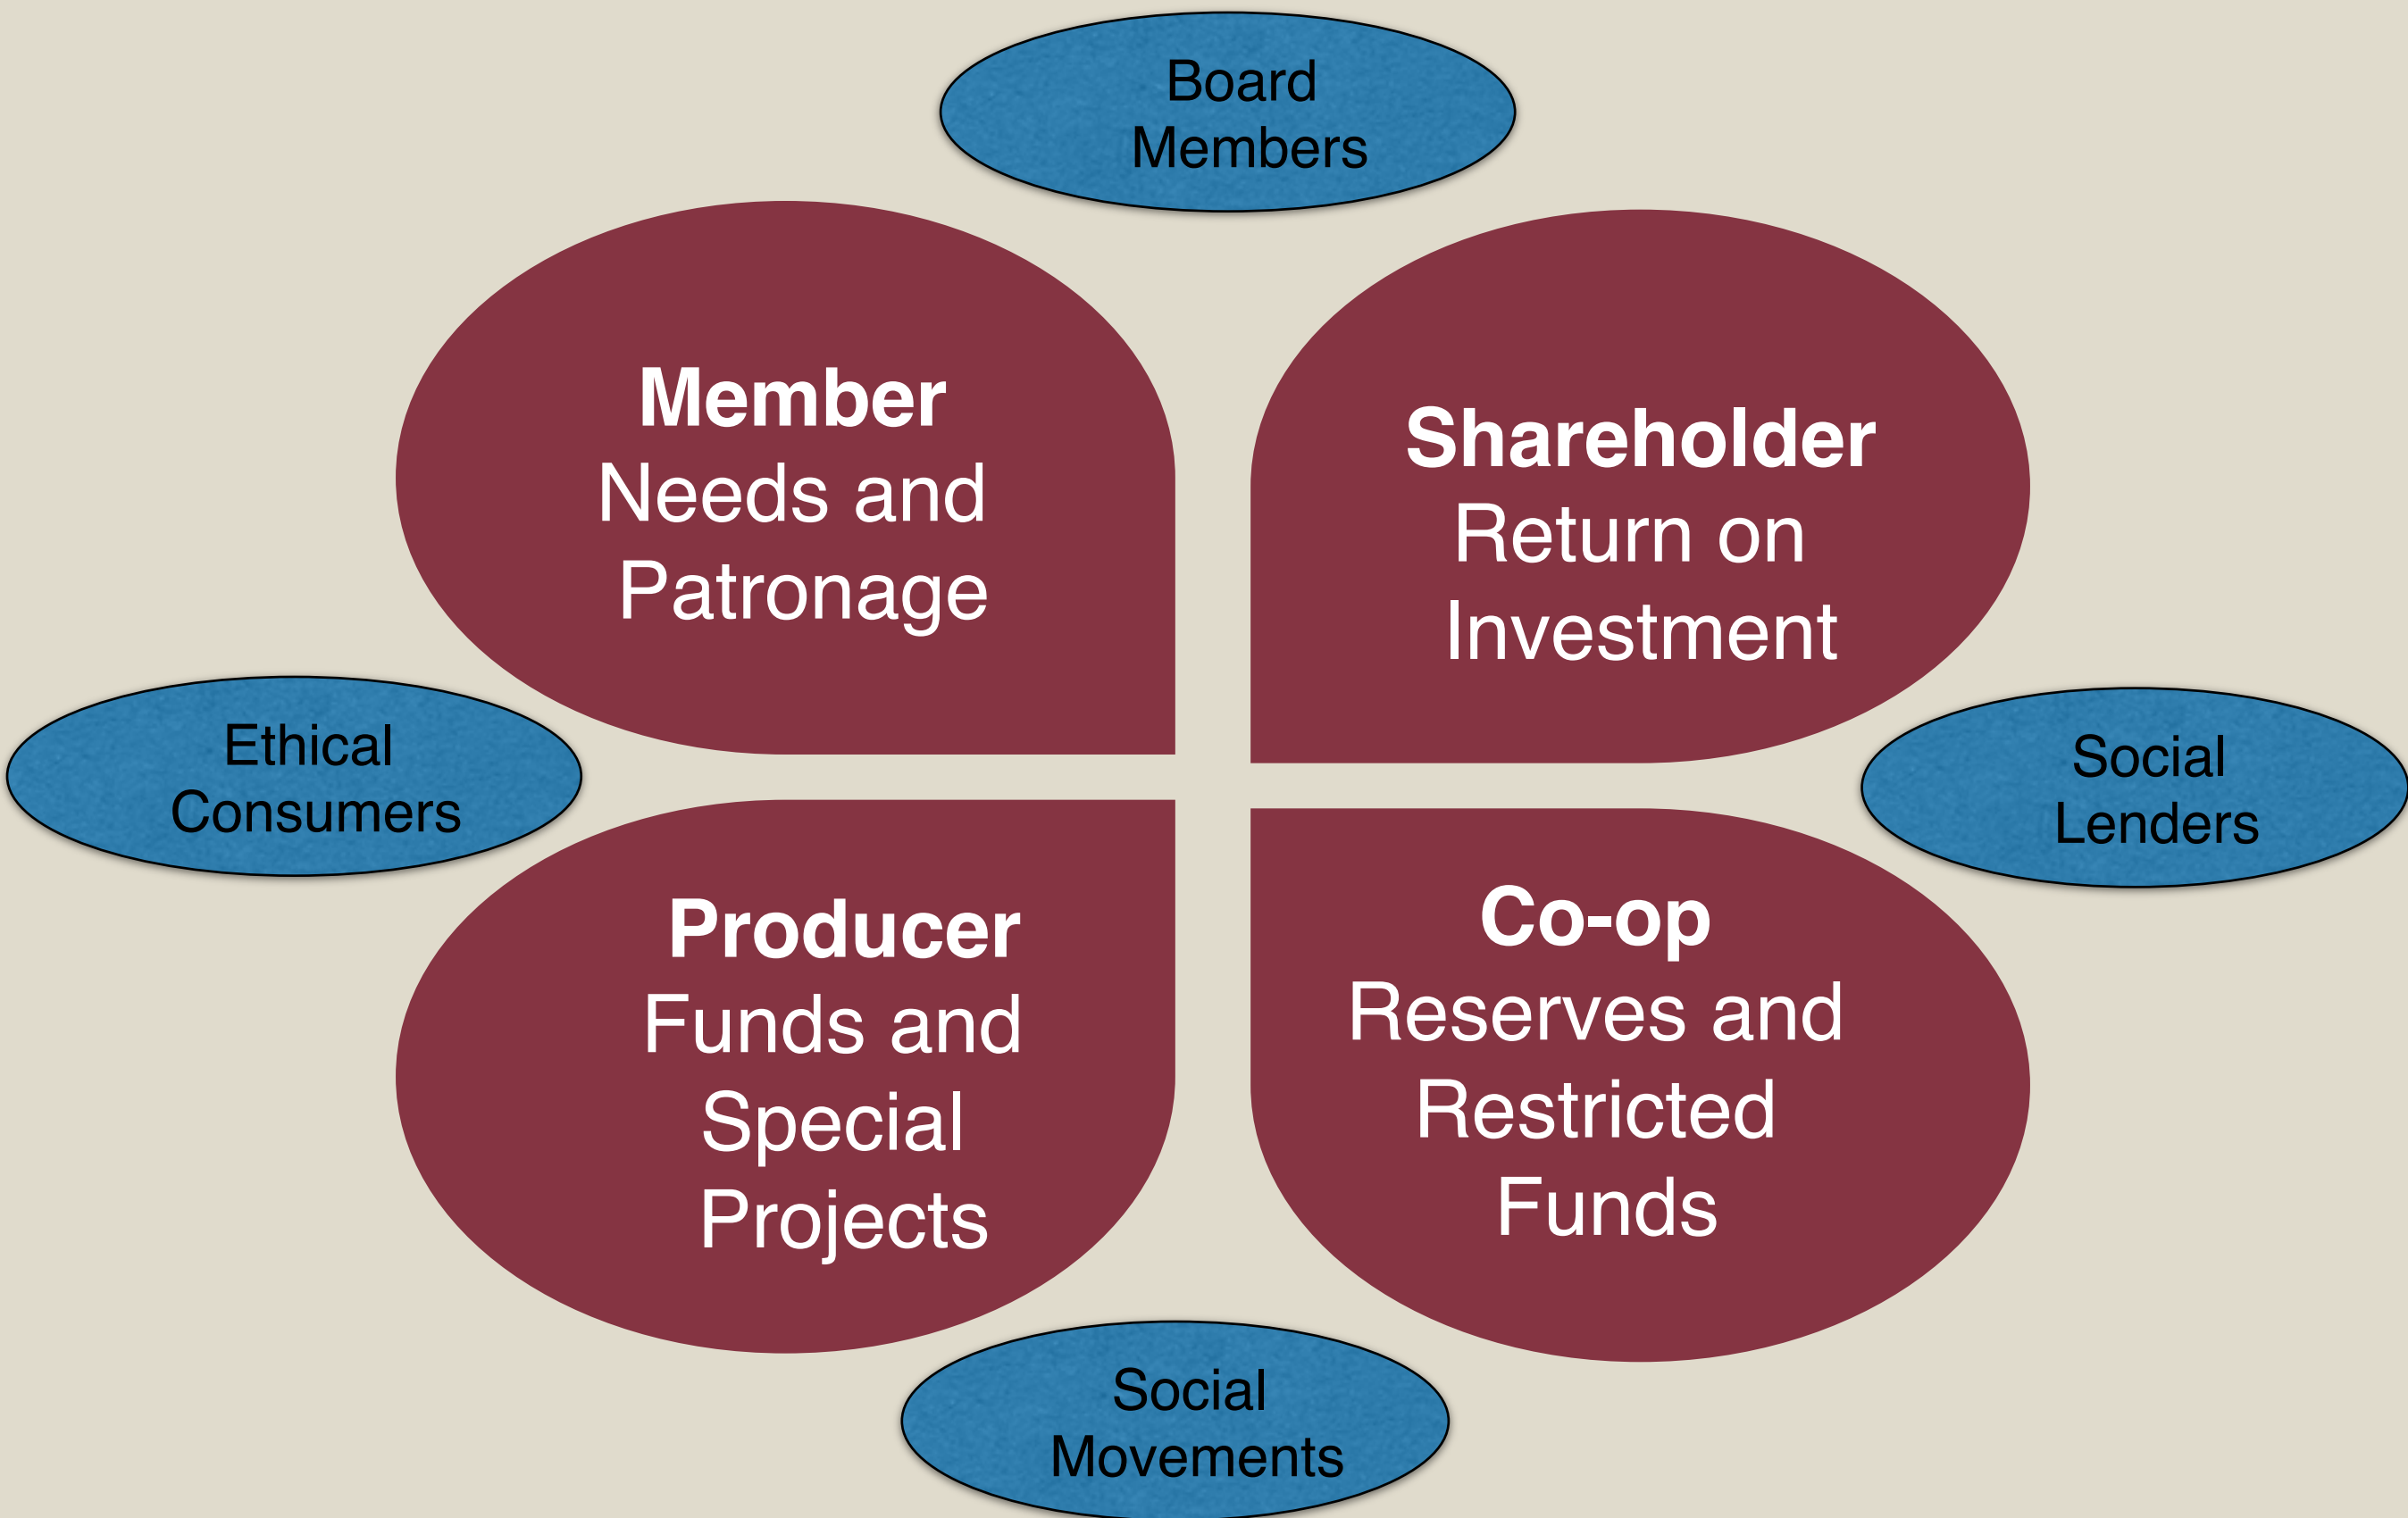 Board
Members
Member
Needs and
Patronage
Shareholder
Return on
Investment
Ethical
Consumers
Social
Lenders
Producer
Funds and
Special
Projects
Co-op
Reserves and
Restricted
Funds
Social
Movements